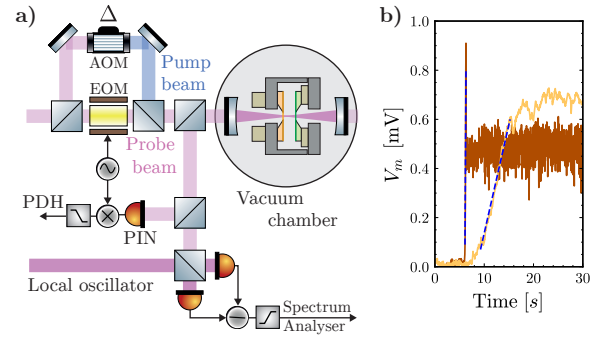 a)
Δ
AOM
Pump
beam
EOM
Probe
beam
PDH
PIN
Vacuum
chamber
Local oscillator
Spectrum
Analyser
b)
V_m [mV]
1.0
0.8
0.6
0.4
0.2
0.0
0 10 20 30
Time [s]